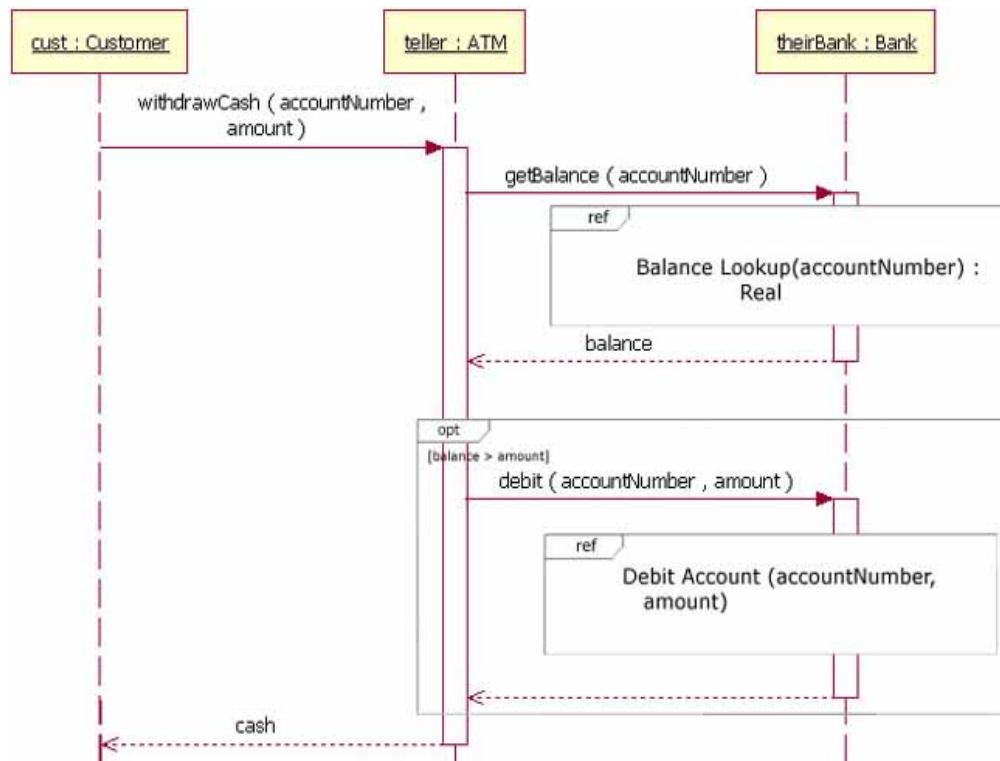 cust : Customer
teller : ATM
theirBank : Bank
withdrawCash ( accountNumber ,
amount )
getBalance ( accountNumber )
ref
Balance Lookup(accountNumber) :
Real
balance
opt
[balance > amount]
debit ( accountNumber , amount )
ref
Debit Account (accountNumber,
amount)
cash